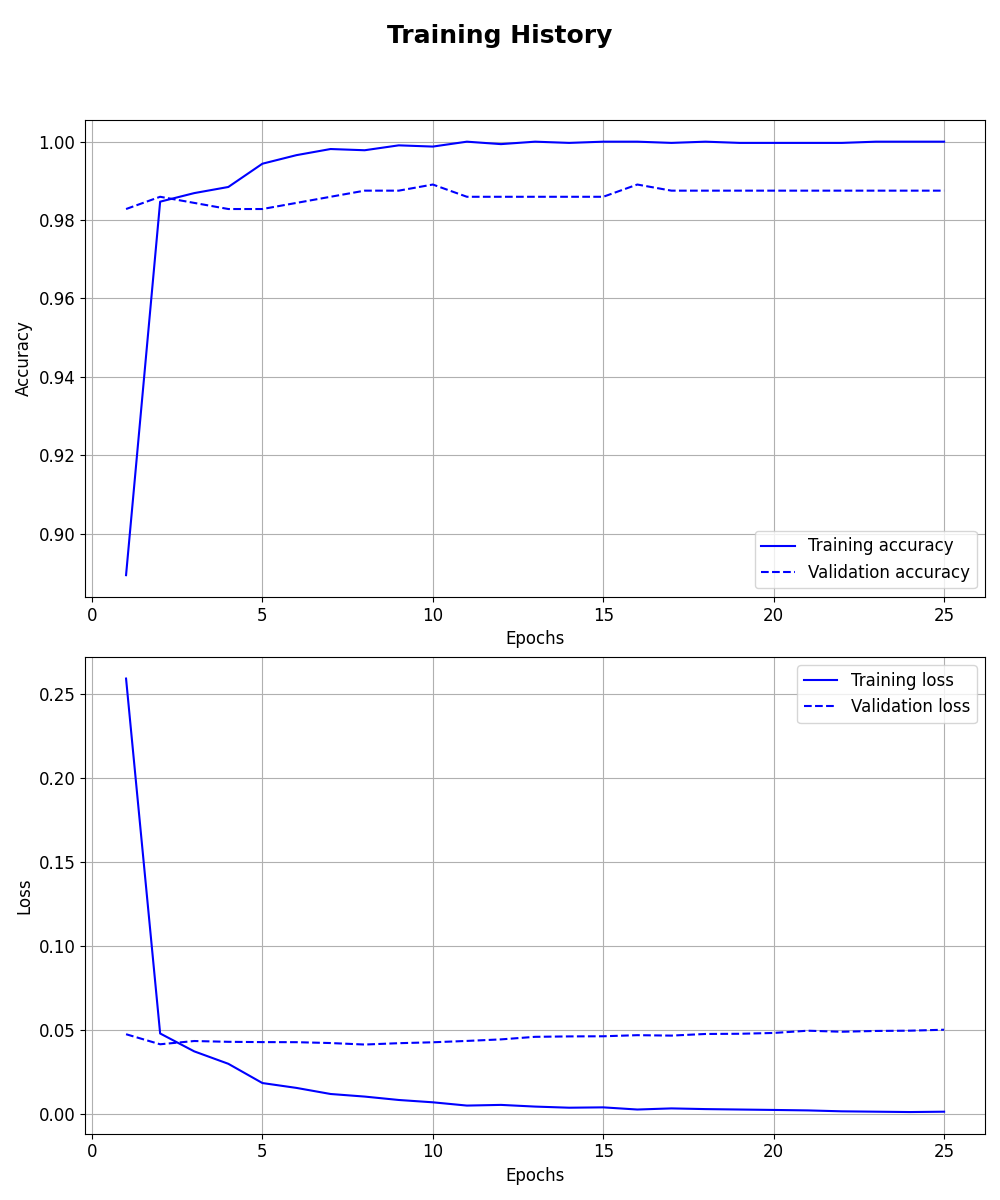 Training History
Accuracy
1.00
0.98
0.96
0.94
0.92
0.90
Training accuracy
Validation accuracy
0 5 10 15 20 25
Epochs
Loss
0.25
0.20
0.15
0.10
0.05
0.00
Training loss
Validation loss
0 5 10 15 20 25
Epochs